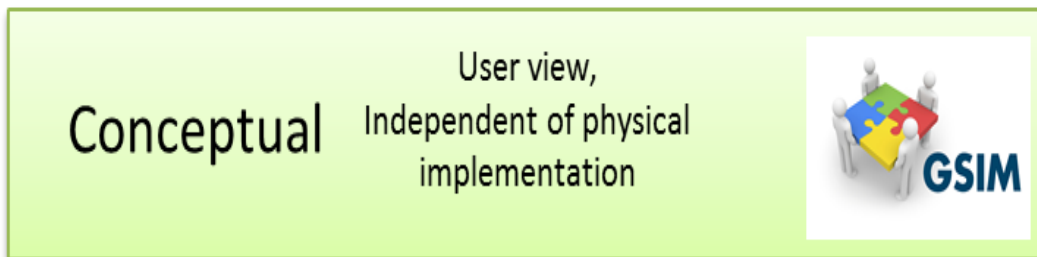 Conceptual
User view,
Independent of physical
implementation
GSIM